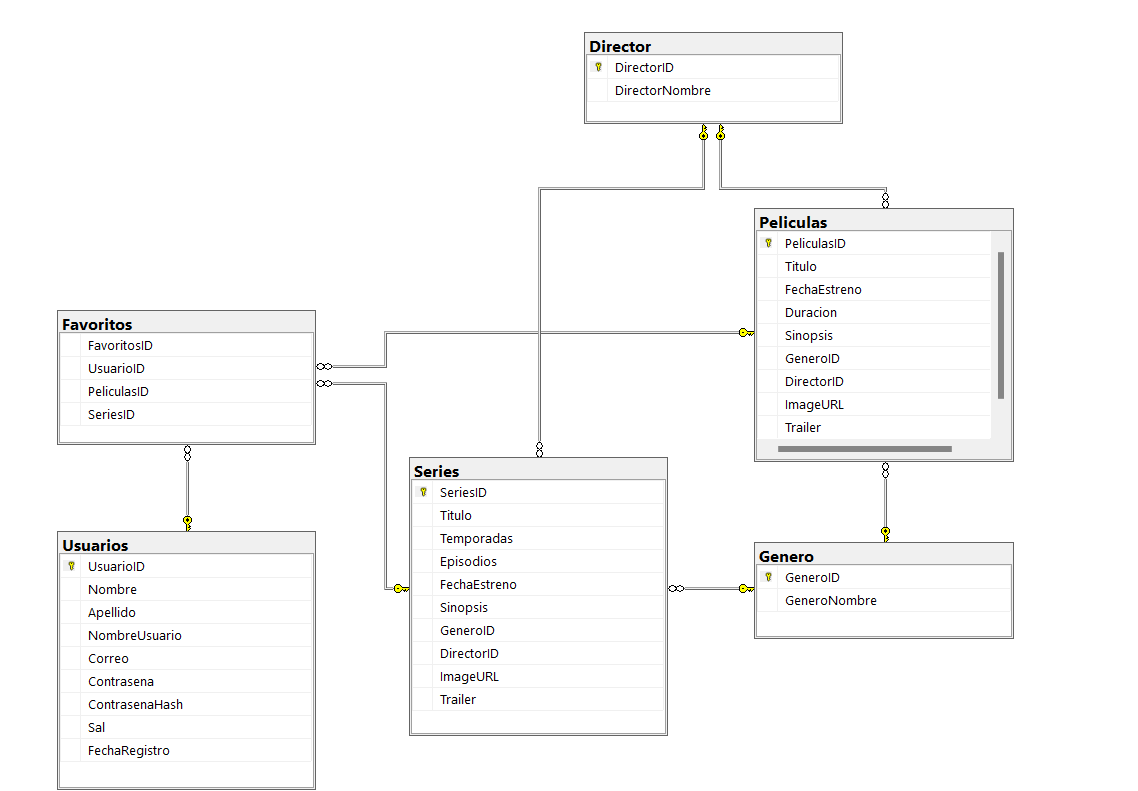 Director
DirectorID
DirectorNombre
Peliculas
PeliculasID
Titulo
FechaEstreno
Duracion
Sinopsis
GeneroID
DirectorID
ImageURL
Trailer
Favoritos
FavoritosID
UsuarioID
PeliculasID
SeriesID
Series
SeriesID
Titulo
Temporadas
Episodios
FechaEstreno
Sinopsis
GeneroID
DirectorID
ImageURL
Trailer
Usuarios
UsuarioID
Nombre
Apellido
NombreUsuario
Correo
Contrasena
ContrasenaHash
Sal
FechaRegistro
Genero
GeneroID
GeneroNombre